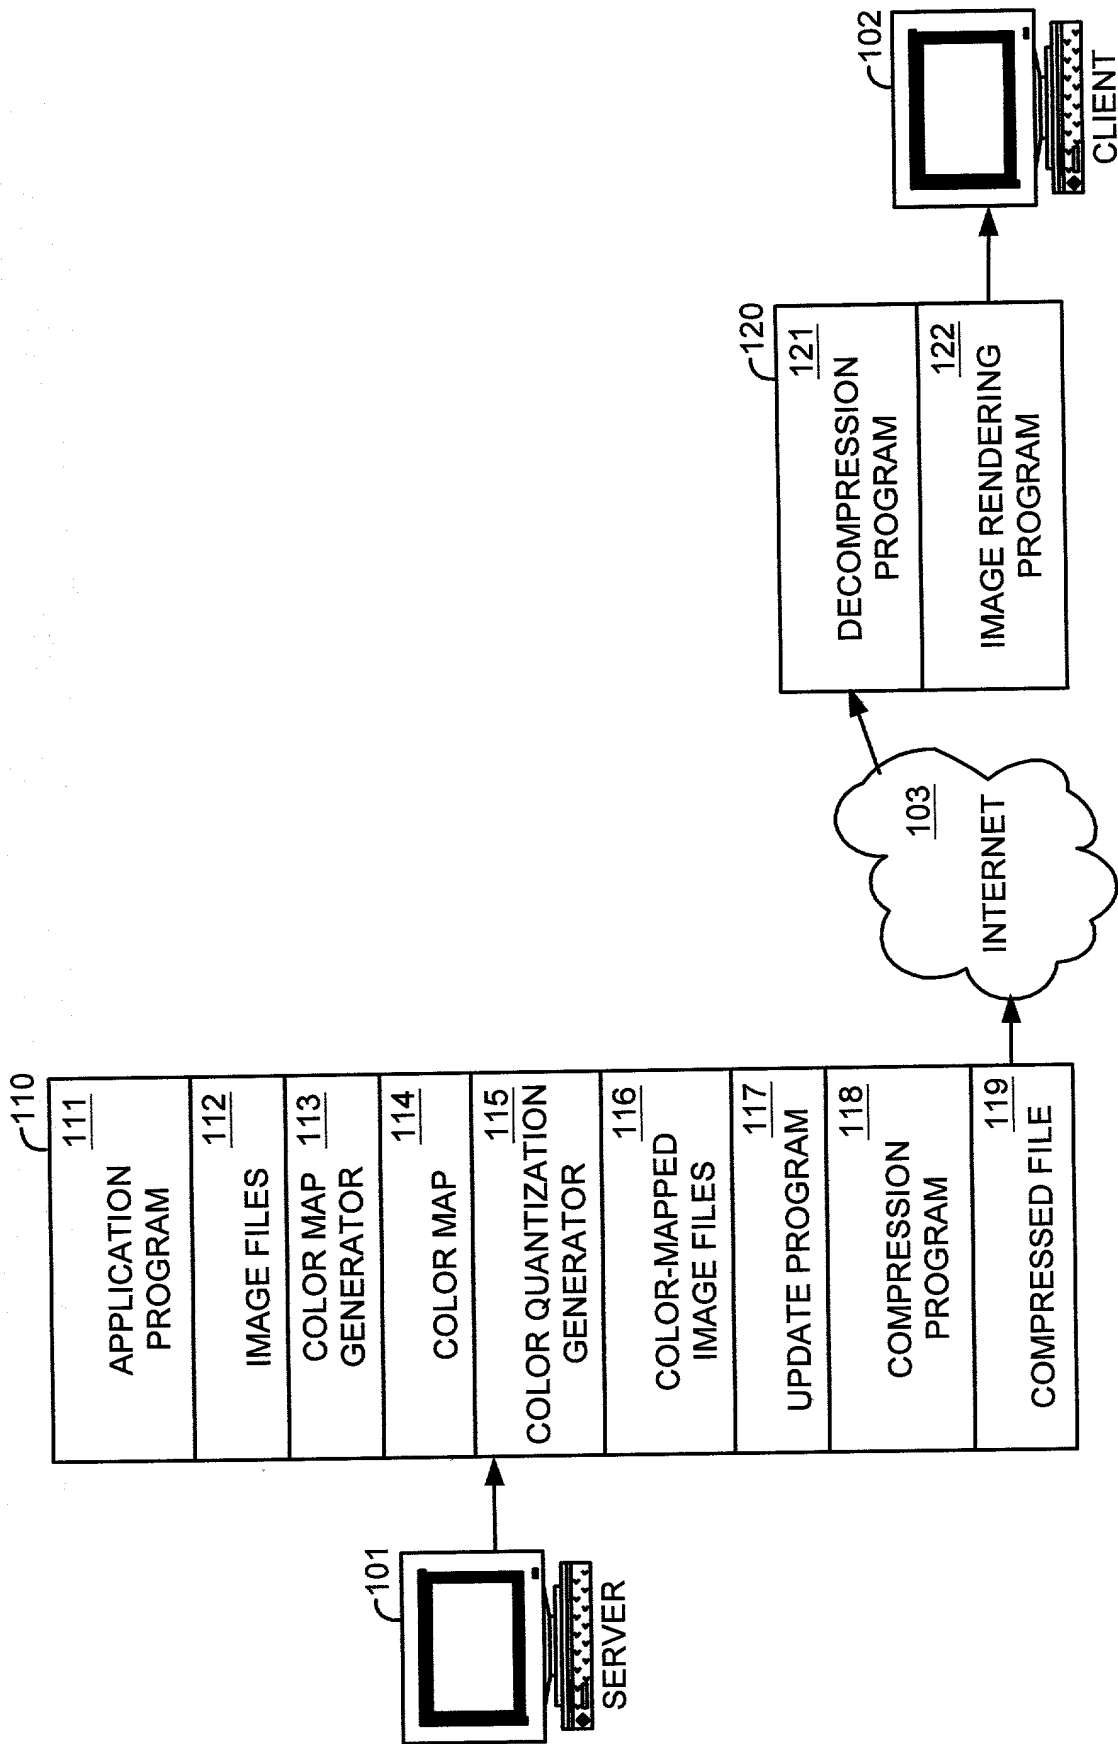 101
SERVER
110
APPLICATION
PROGRAM
111
IMAGE FILES
112
COLOR MAP
GENERATOR
113
COLOR MAP
114
COLOR QUANTIZATION
GENERATOR
115
COLOR-MAPPED
IMAGE FILES
116
UPDATE PROGRAM
117
COMPRESSION
PROGRAM
118
COMPRESSED FILE
119
103
INTERNET
120
DECOMPRESSION
PROGRAM
121
IMAGE RENDERING
PROGRAM
122
102
CLIENT